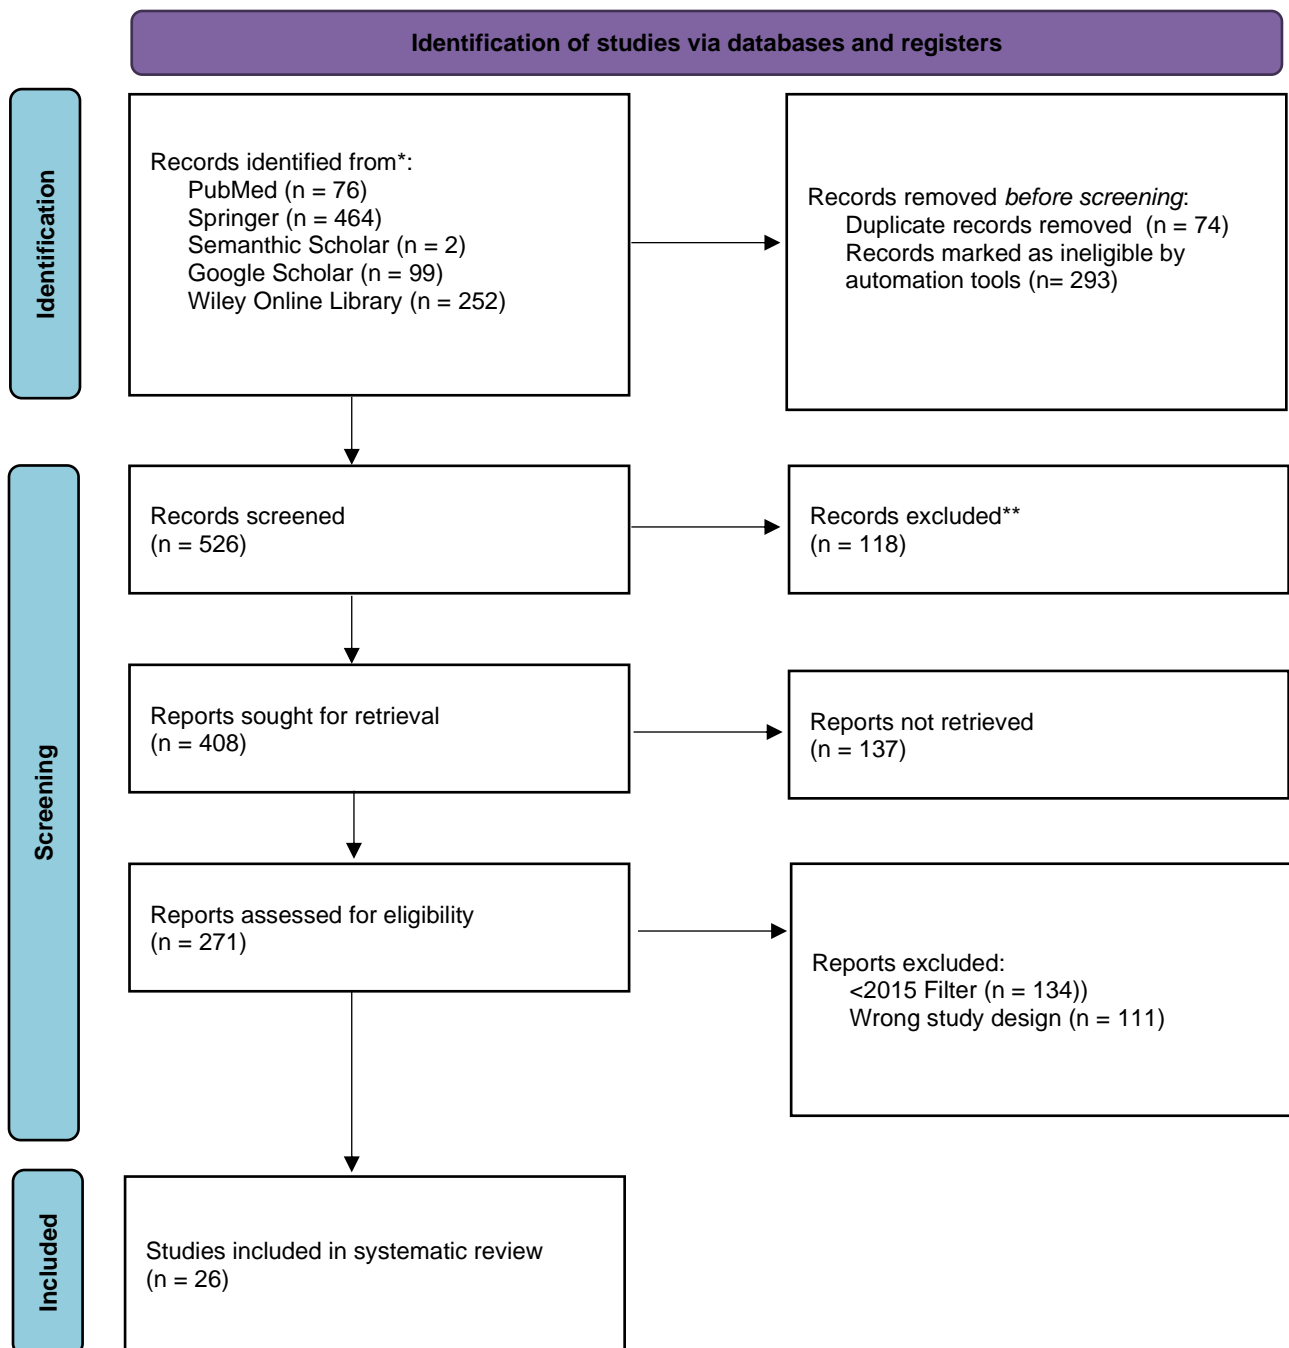 Identification of studies via databases and registers
Identification
Records identified from*:
PubMed (n = 76)
Springer (n = 464)
Semanthic Scholar (n = 2)
Google Scholar (n = 99)
Wiley Online Library (n = 252)
Records removed before screening:
Duplicate records removed  (n = 74)
Records marked as ineligible by
automation tools (n= 293)
Screening
Records screened
(n = 526)
Records excluded**
(n = 118)
Reports sought for retrieval
(n = 408)
Reports not retrieved
(n = 137)
Reports assessed for eligibility
(n = 271)
Reports excluded:
<2015 Filter (n = 134))
Wrong study design (n = 111)
Included
Studies included in systematic review
(n = 26)